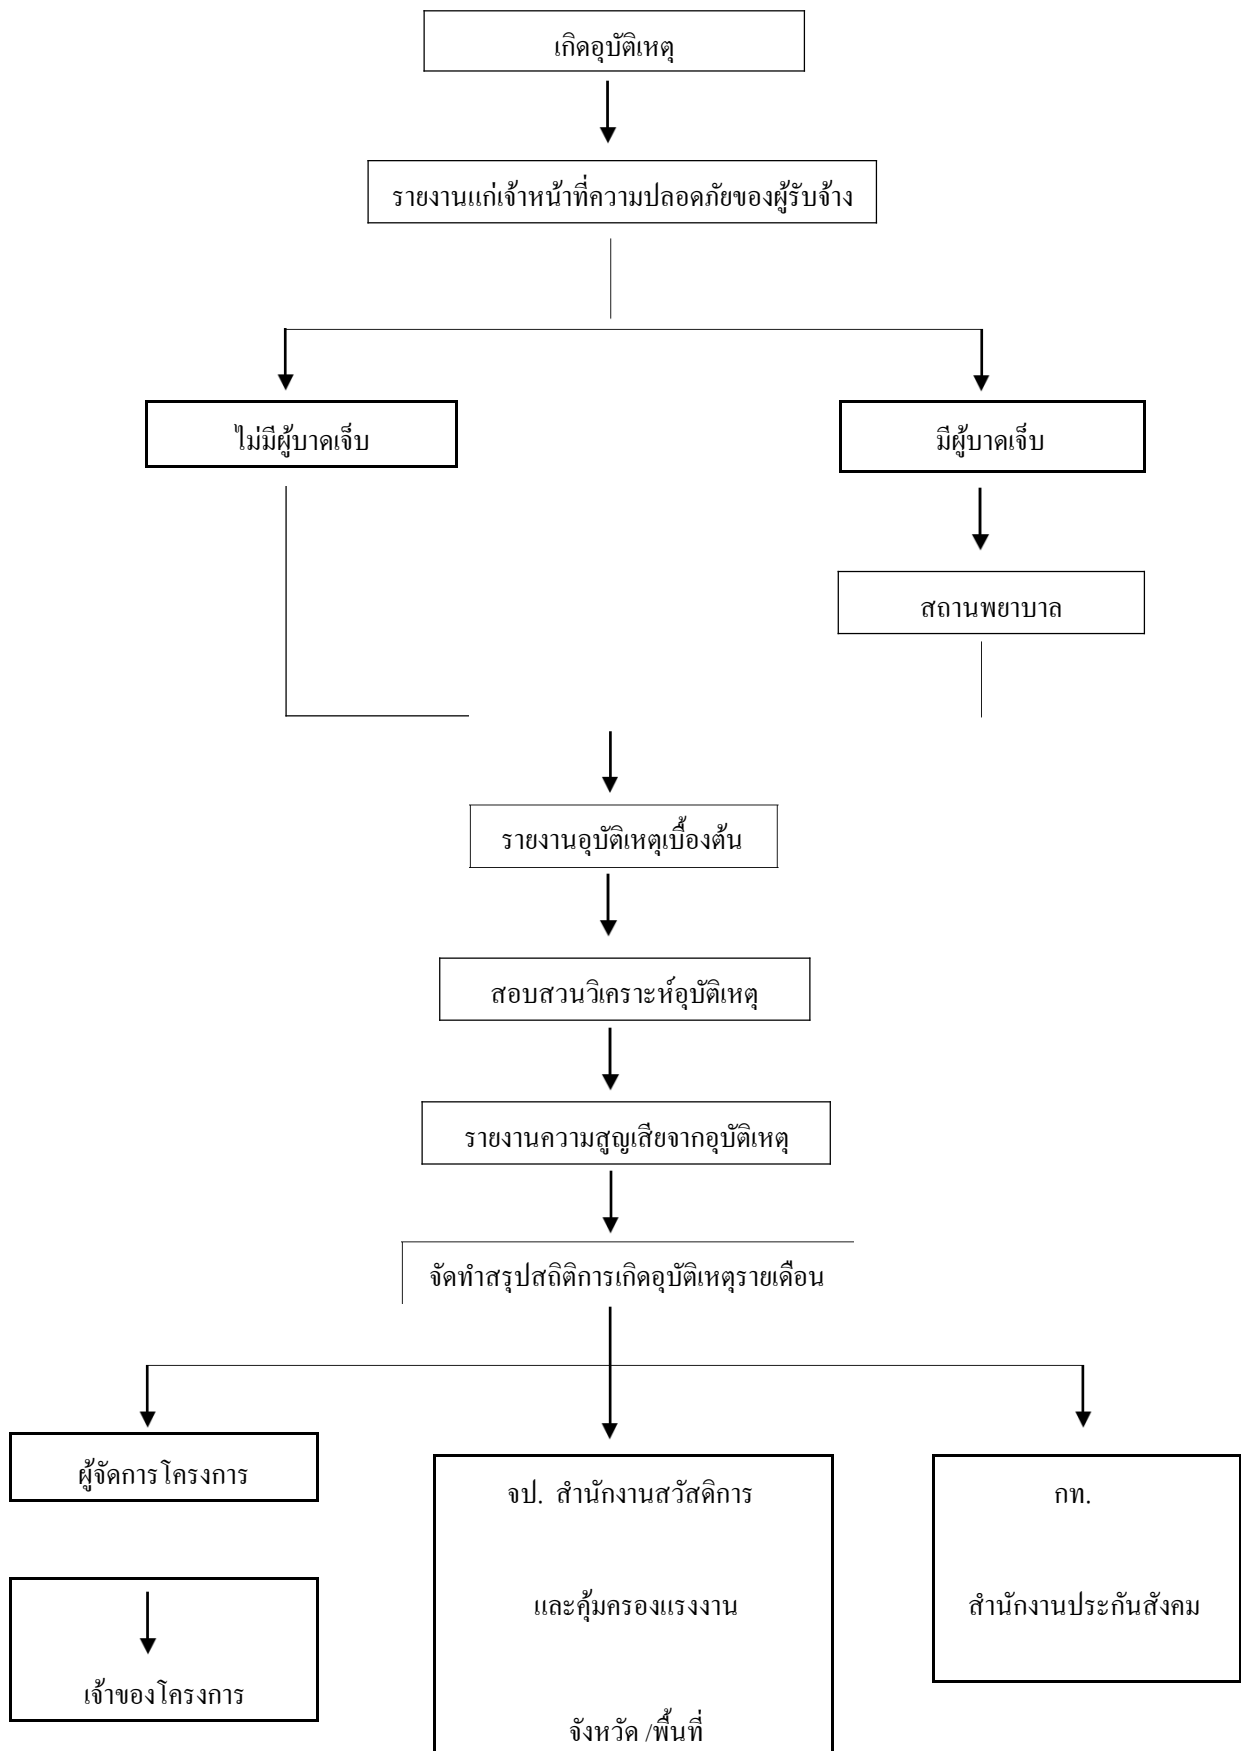 เกิดอุบัติเหตุ
รายงานแก่เจ้าหน้าที่ความปลอดภัยของผู้รับจ้าง
ไม่มีผู้บาดเจ็บ
มีผู้บาดเจ็บ
สถานพยาบาล
รายงานอุบัติเหตุเบื้องต้น
สอบสวนวิเคราะห์อุบัติเหตุ
รายงานความสูญเสียจากอุบัติเหตุ
จัดทำสรุปสถิติการเกิดอุบัติเหตุรายเดือน
ผู้จัดการโครงการ
เจ้าของโครงการ
จป. สำนักงานสวัสดิการ
และคุ้มครองแรงงาน
จังหวัด /พื้นที่
กท.
สำนักงานประกันสังคม